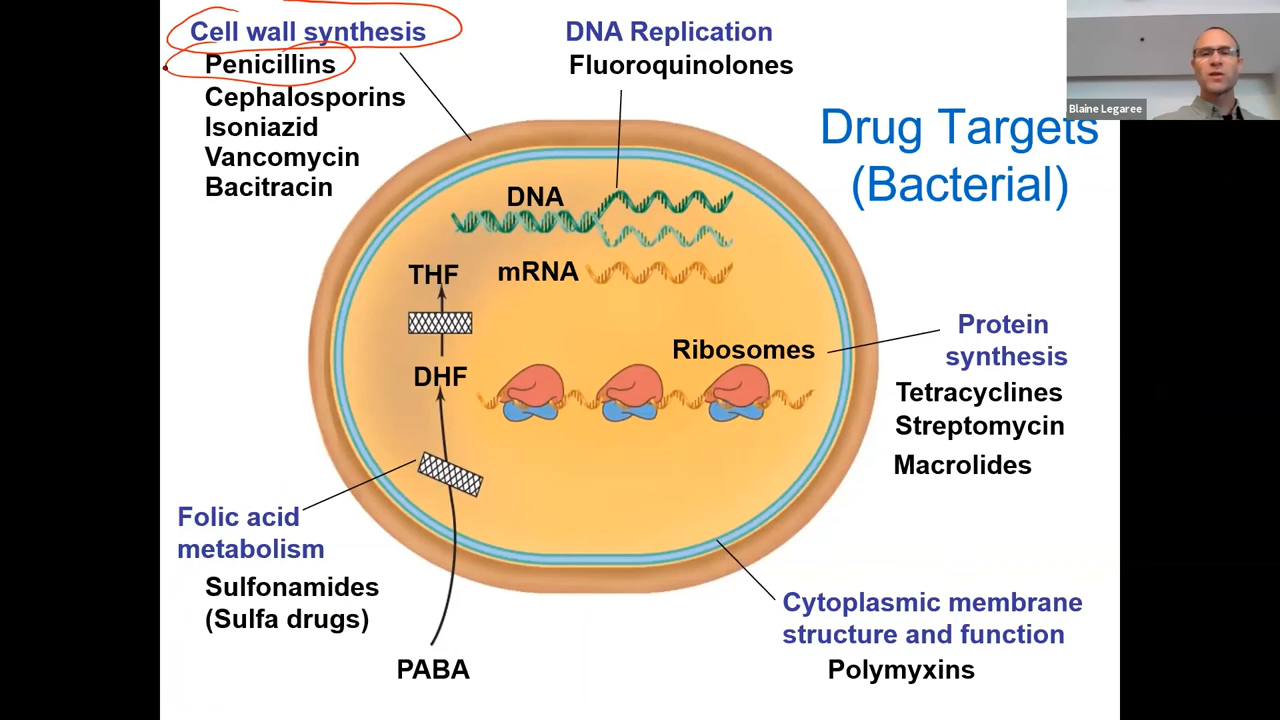 Cell wall synthesis
Penicillins
Cephalosporins
Isoniazid
Vancomycin
Bacitracin
DNA Replication
Fluoroquinolones
Blaine Legaree
Drug Targets
(Bacterial)
DNA
THF
mRNA
Ribosomes
DHF
Protein
synthesis
Tetracyclines
Streptomycin
Macrolides
Folic acid
metabolism
Sulfonamides
(Sulfa drugs)
PABA
Cytoplasmic membrane
structure and function
Polymyxins